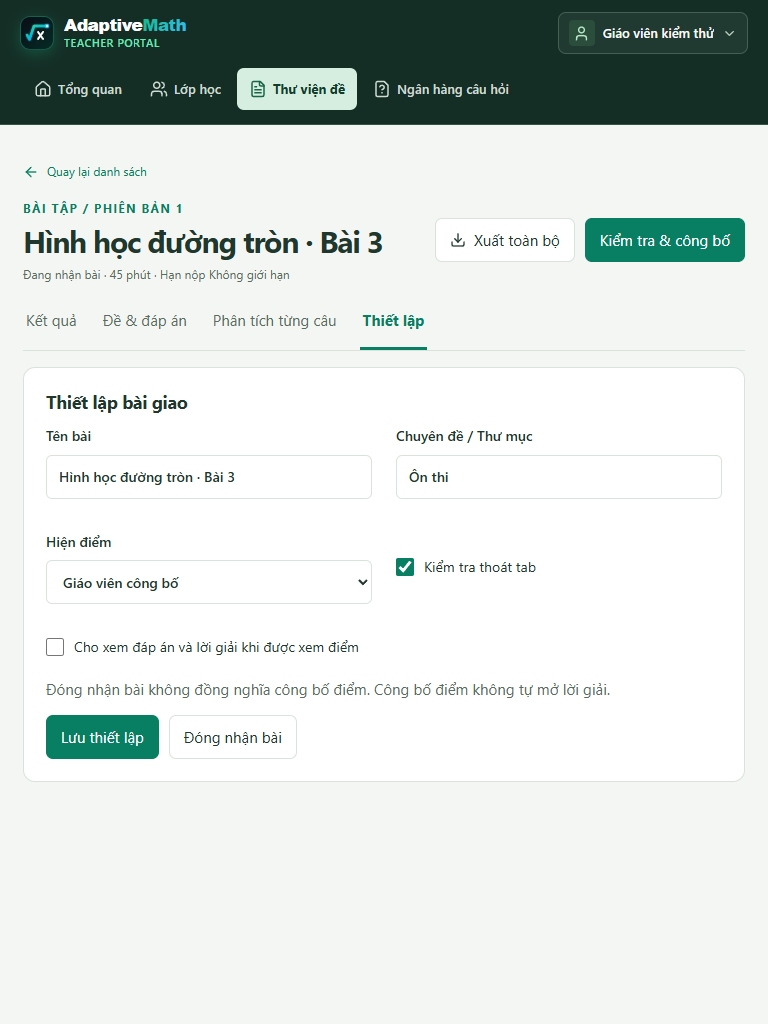 AdaptiveMath
TEACHER PORTAL
Giáo viên kiểm thử
Tổng quan
Lớp học
Thư viện đề
Ngân hàng câu hỏi
Quay lại danh sách
BÀI TẬP / PHIÊN BẢN 1
Hình học đường tròn · Bài 3
Đang nhận bài · 45 phút · Hạn nộp Không giới hạn
Xuất toàn bộ
Kiểm tra & công bố
Kết quả
Đề & đáp án
Phân tích từng câu
Thiết lập
Thiết lập bài giao
Tên bài
Chuyên đề / Thư mục
Hình học đường tròn · Bài 3
Ôn thi
Hiện điểm
Giáo viên công bố
Kiểm tra thoát tab
Cho xem đáp án và lời giải khi được xem điểm
Đóng nhận bài không đồng nghĩa công bố điểm. Công bố điểm không tự mở lời giải.
Lưu thiết lập
Đóng nhận bài